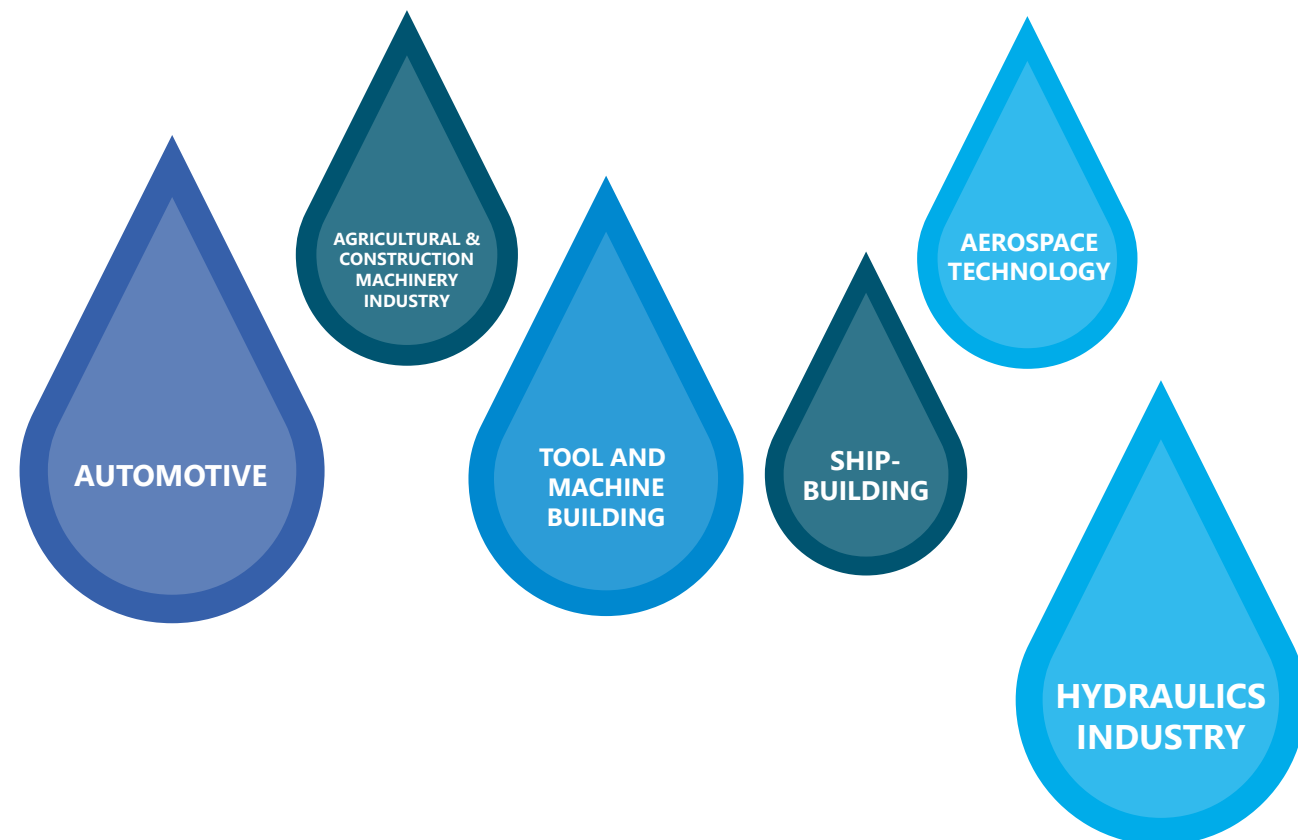 AUTOMOTIVE
AGRICULTURAL &
CONSTRUCTION
MACHINERY
INDUSTRY
TOOL AND
MACHINE
BUILDING
SHIP-
BUILDING
AEROSPACE
TECHNOLOGY
HYDRAULICS
INDUSTRY